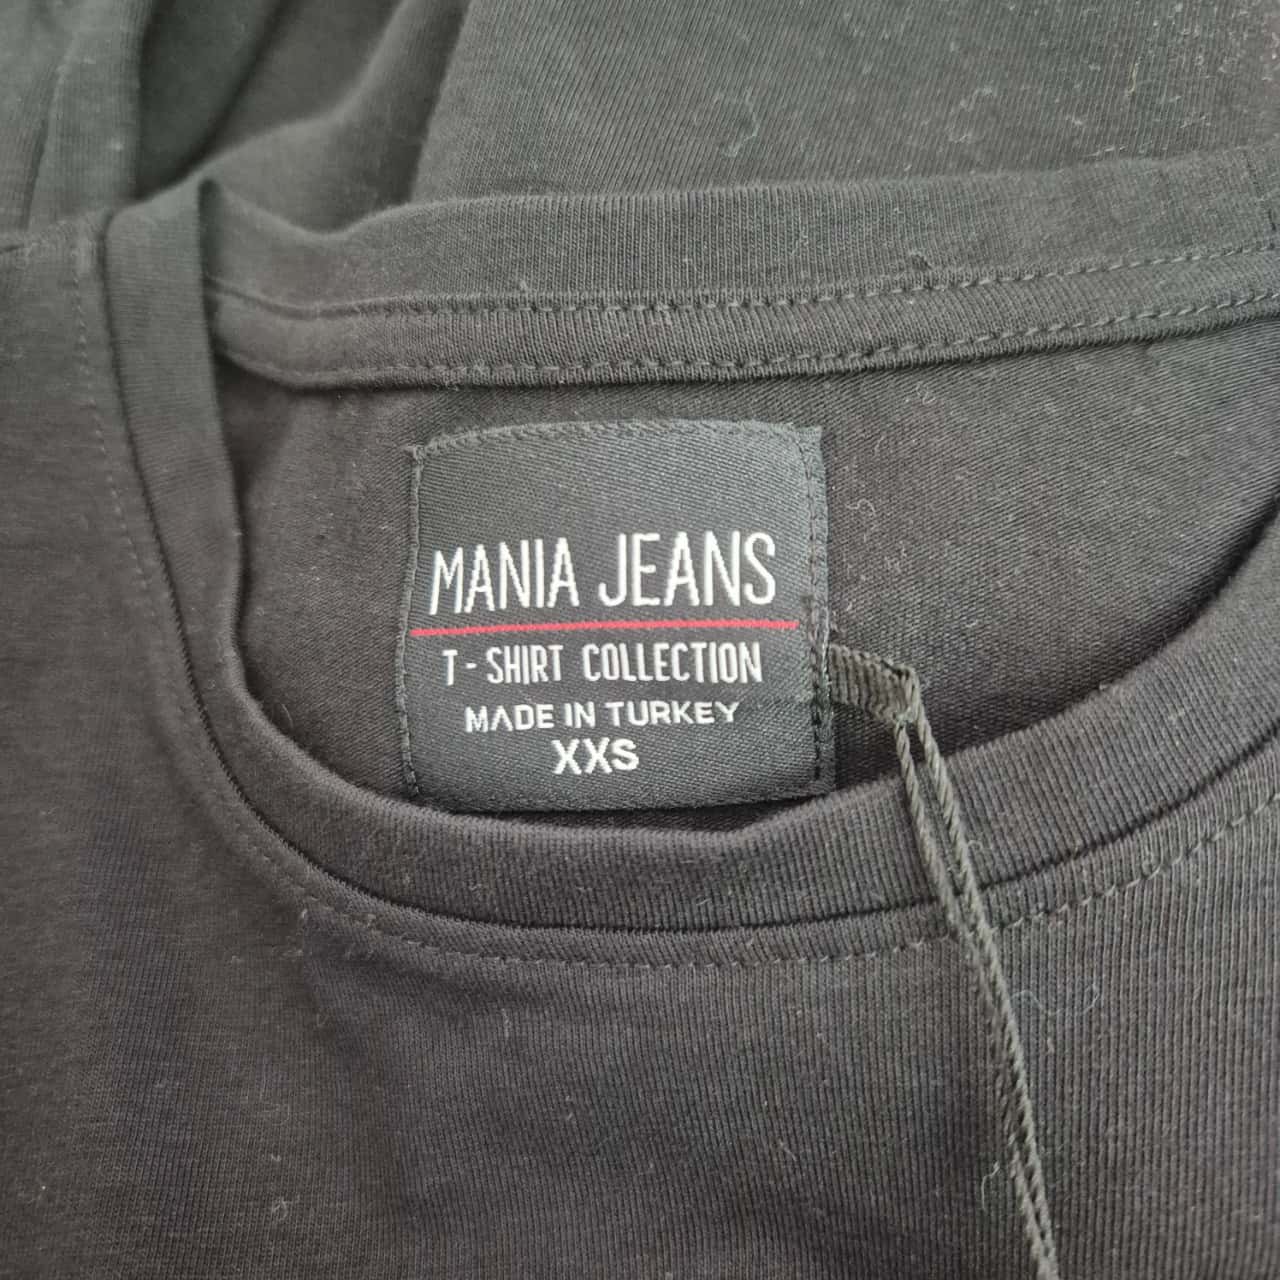 MANIA JEANS
T-SHIRT COLLECTION
MADE IN TURKEY
XXS